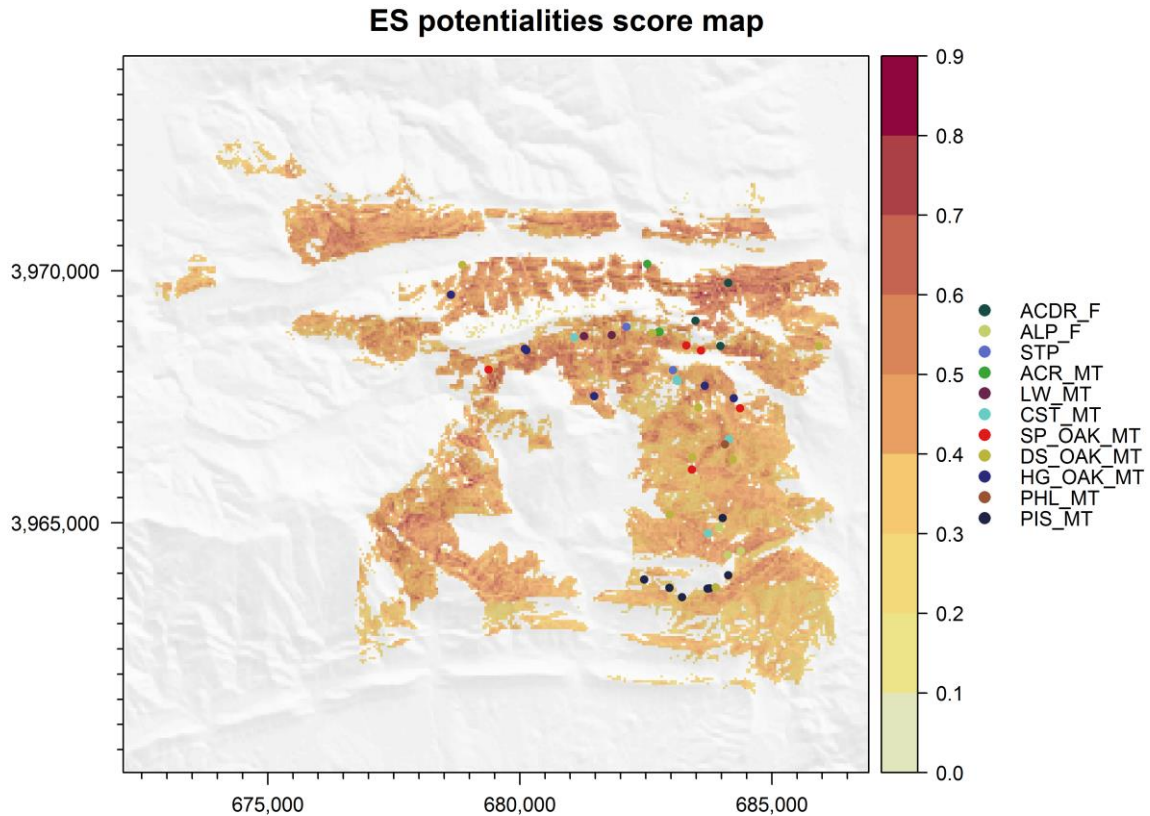 ES potentialities score map
3,970,000
3,965,000
675,000
680,000
685,000
0.9
0.8
0.7
0.6
0.5
0.4
0.3
0.2
0.1
0.0
ACDR_F
ALP_F
STP
ACR_MT
LW_MT
CST_MT
SP_OAK_MT
DS_OAK_MT
HG_OAK_MT
PHL_MT
PIS_MT